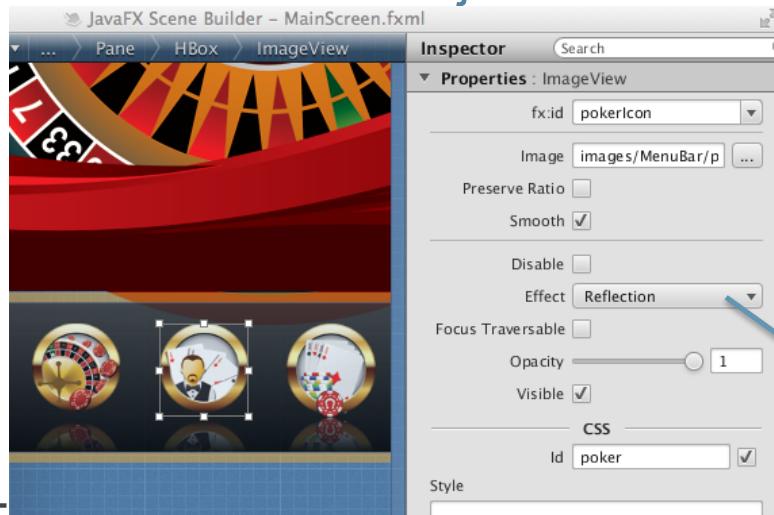 JavaFX Scene Builder – MainScreen.fxml
... Pane HBox ImageView
Inspector Search
Properties : ImageView
fx:id pokerIcon
Image images/MenuBar/p ...
Preserve Ratio
Smooth
Disable
Effect Reflection
Focus Traversable
Opacity 1
Visible
CSS
Id poker
Style
33